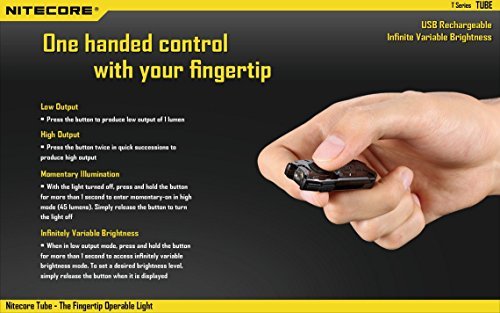 NITECORE®
T Series TUBE
USB Rechargeable
Infinite Variable Brightness
One handed control
with your fingertip
Low Output
• Press the button to produce low output of 1 lumen
High Output
• Press the button twice in quick successions to
produce high output
Momentary Illumination
• With the light turned off, press and hold the button
for more than 1 second to enter momentary-on in high
mode (45 lumens). Simply release the button to turn
the light off
Infinitely Variable Brightness
• When in low output mode, press and hold the button
for more than 1 second to access infinitely variable
brightness mode. To set a desired brightness level,
simply release the button when it is displayed
Nitecore Tube - The Fingertip Operable Light